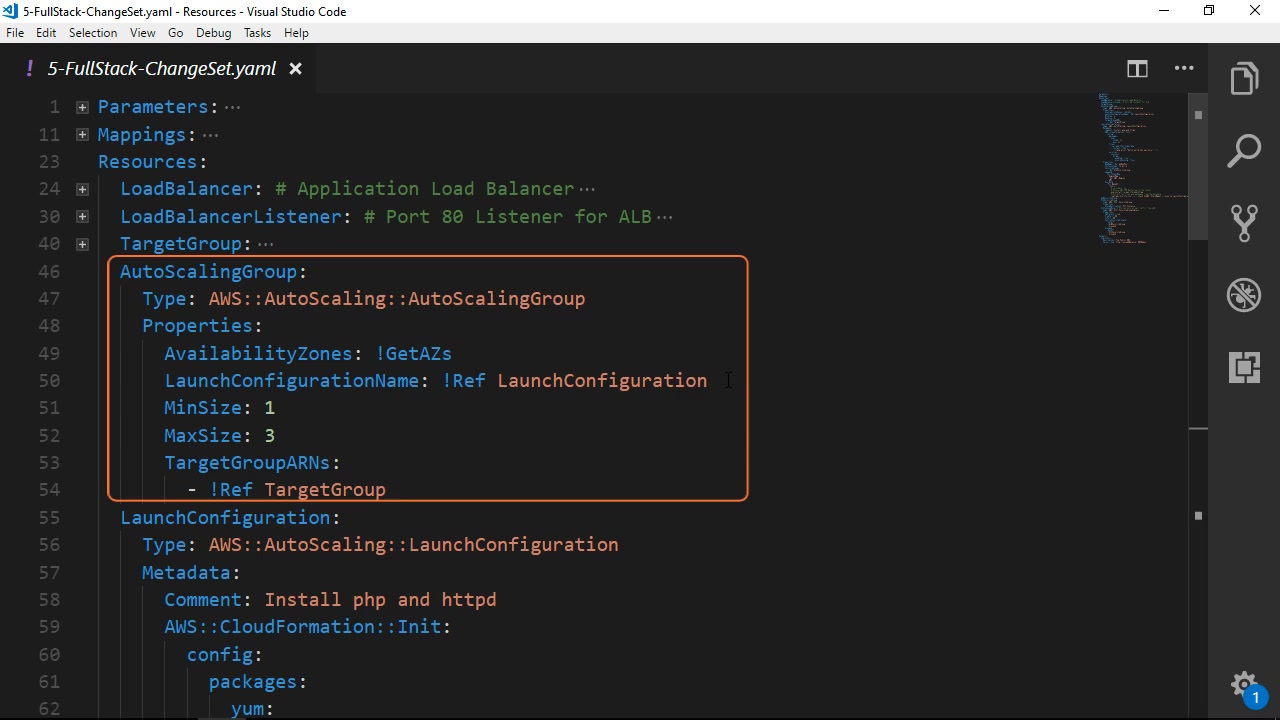 5-FullStack-ChangeSet.yaml - Resources - Visual Studio Code
File Edit Selection View Go Debug Tasks Help
! 5-FullStack-ChangeSet.yaml
1 Parameters:···
11 Mappings:···
23 Resources:
24 LoadBalancer: # Application Load Balancer···
30 LoadBalancerListener: # Port 80 Listener for ALB···
40 TargetGroup:···
46 AutoScalingGroup:
47 Type: AWS::AutoScaling::AutoScalingGroup
48 Properties:
49 AvailabilityZones: !GetAZs
50 LaunchConfigurationName: !Ref LaunchConfiguration
51 MinSize: 1
52 MaxSize: 3
53 TargetGroupARNs:
54 - !Ref TargetGroup
55 LaunchConfiguration:
56 Type: AWS::AutoScaling::LaunchConfiguration
57 Metadata:
58 Comment: Install php and httpd
59 AWS::CloudFormation::Init:
60 config:
61 packages:
62 yum:
1